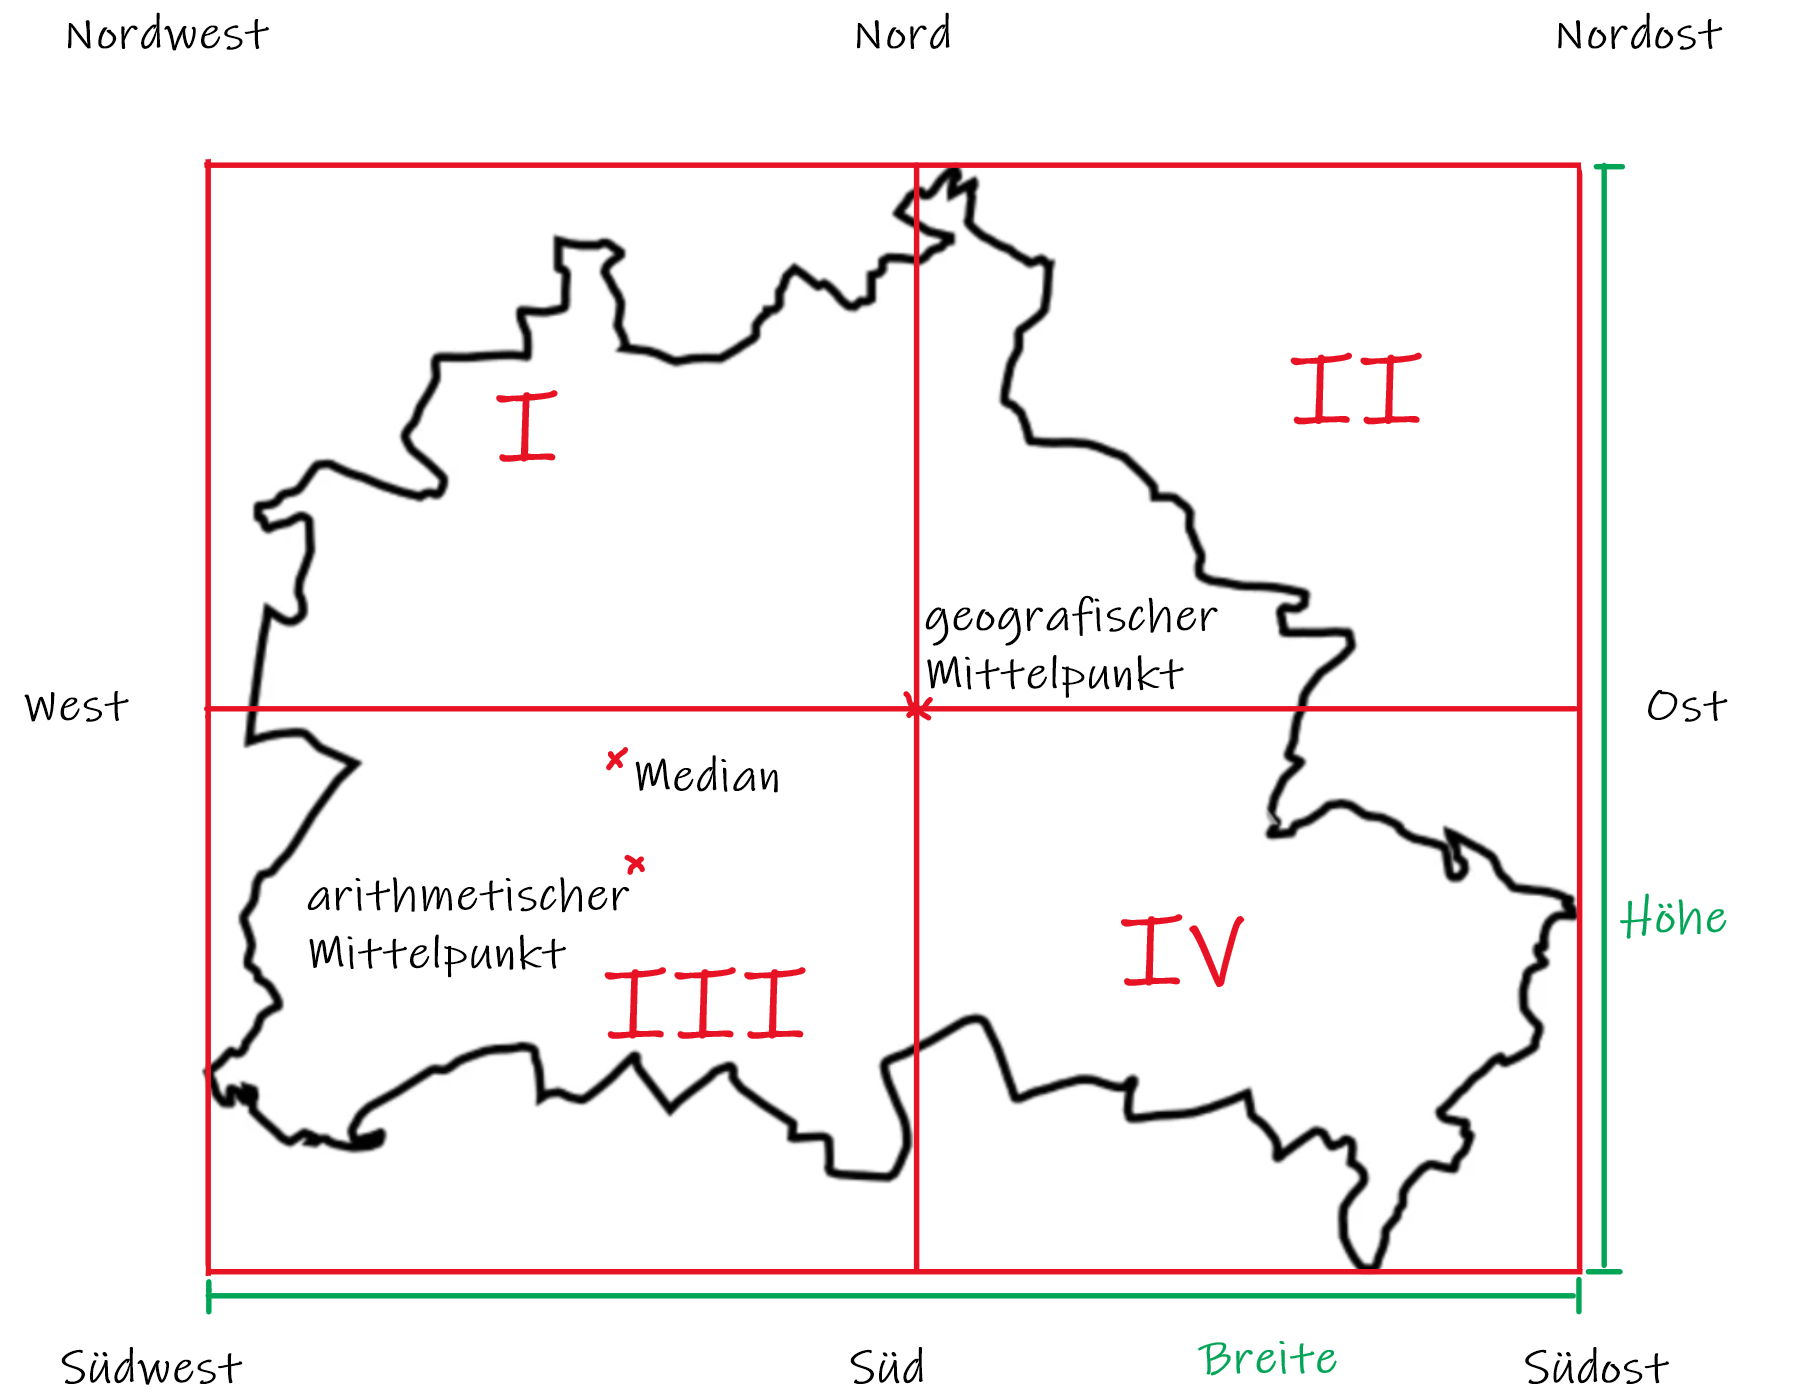 Nordwest
Nord
Nordost
I
II
geografischer
Mittelpunkt
West
Ost
Median
arithmetischer
Mittelpunkt
III
IV
Höhe
Breite
Südwest
Süd
Südost